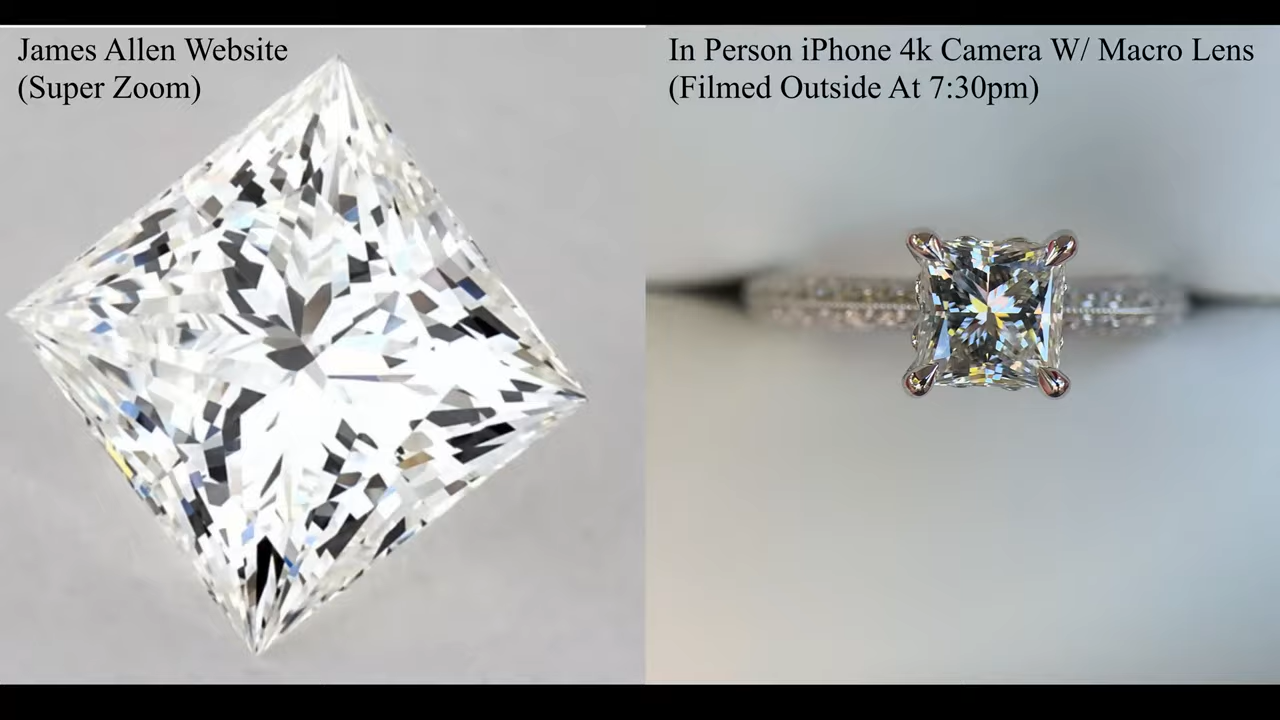 James Allen Website
(Super Zoom)
In Person iPhone 4k Camera W/ Macro Lens
(Filmed Outside At 7:30pm)